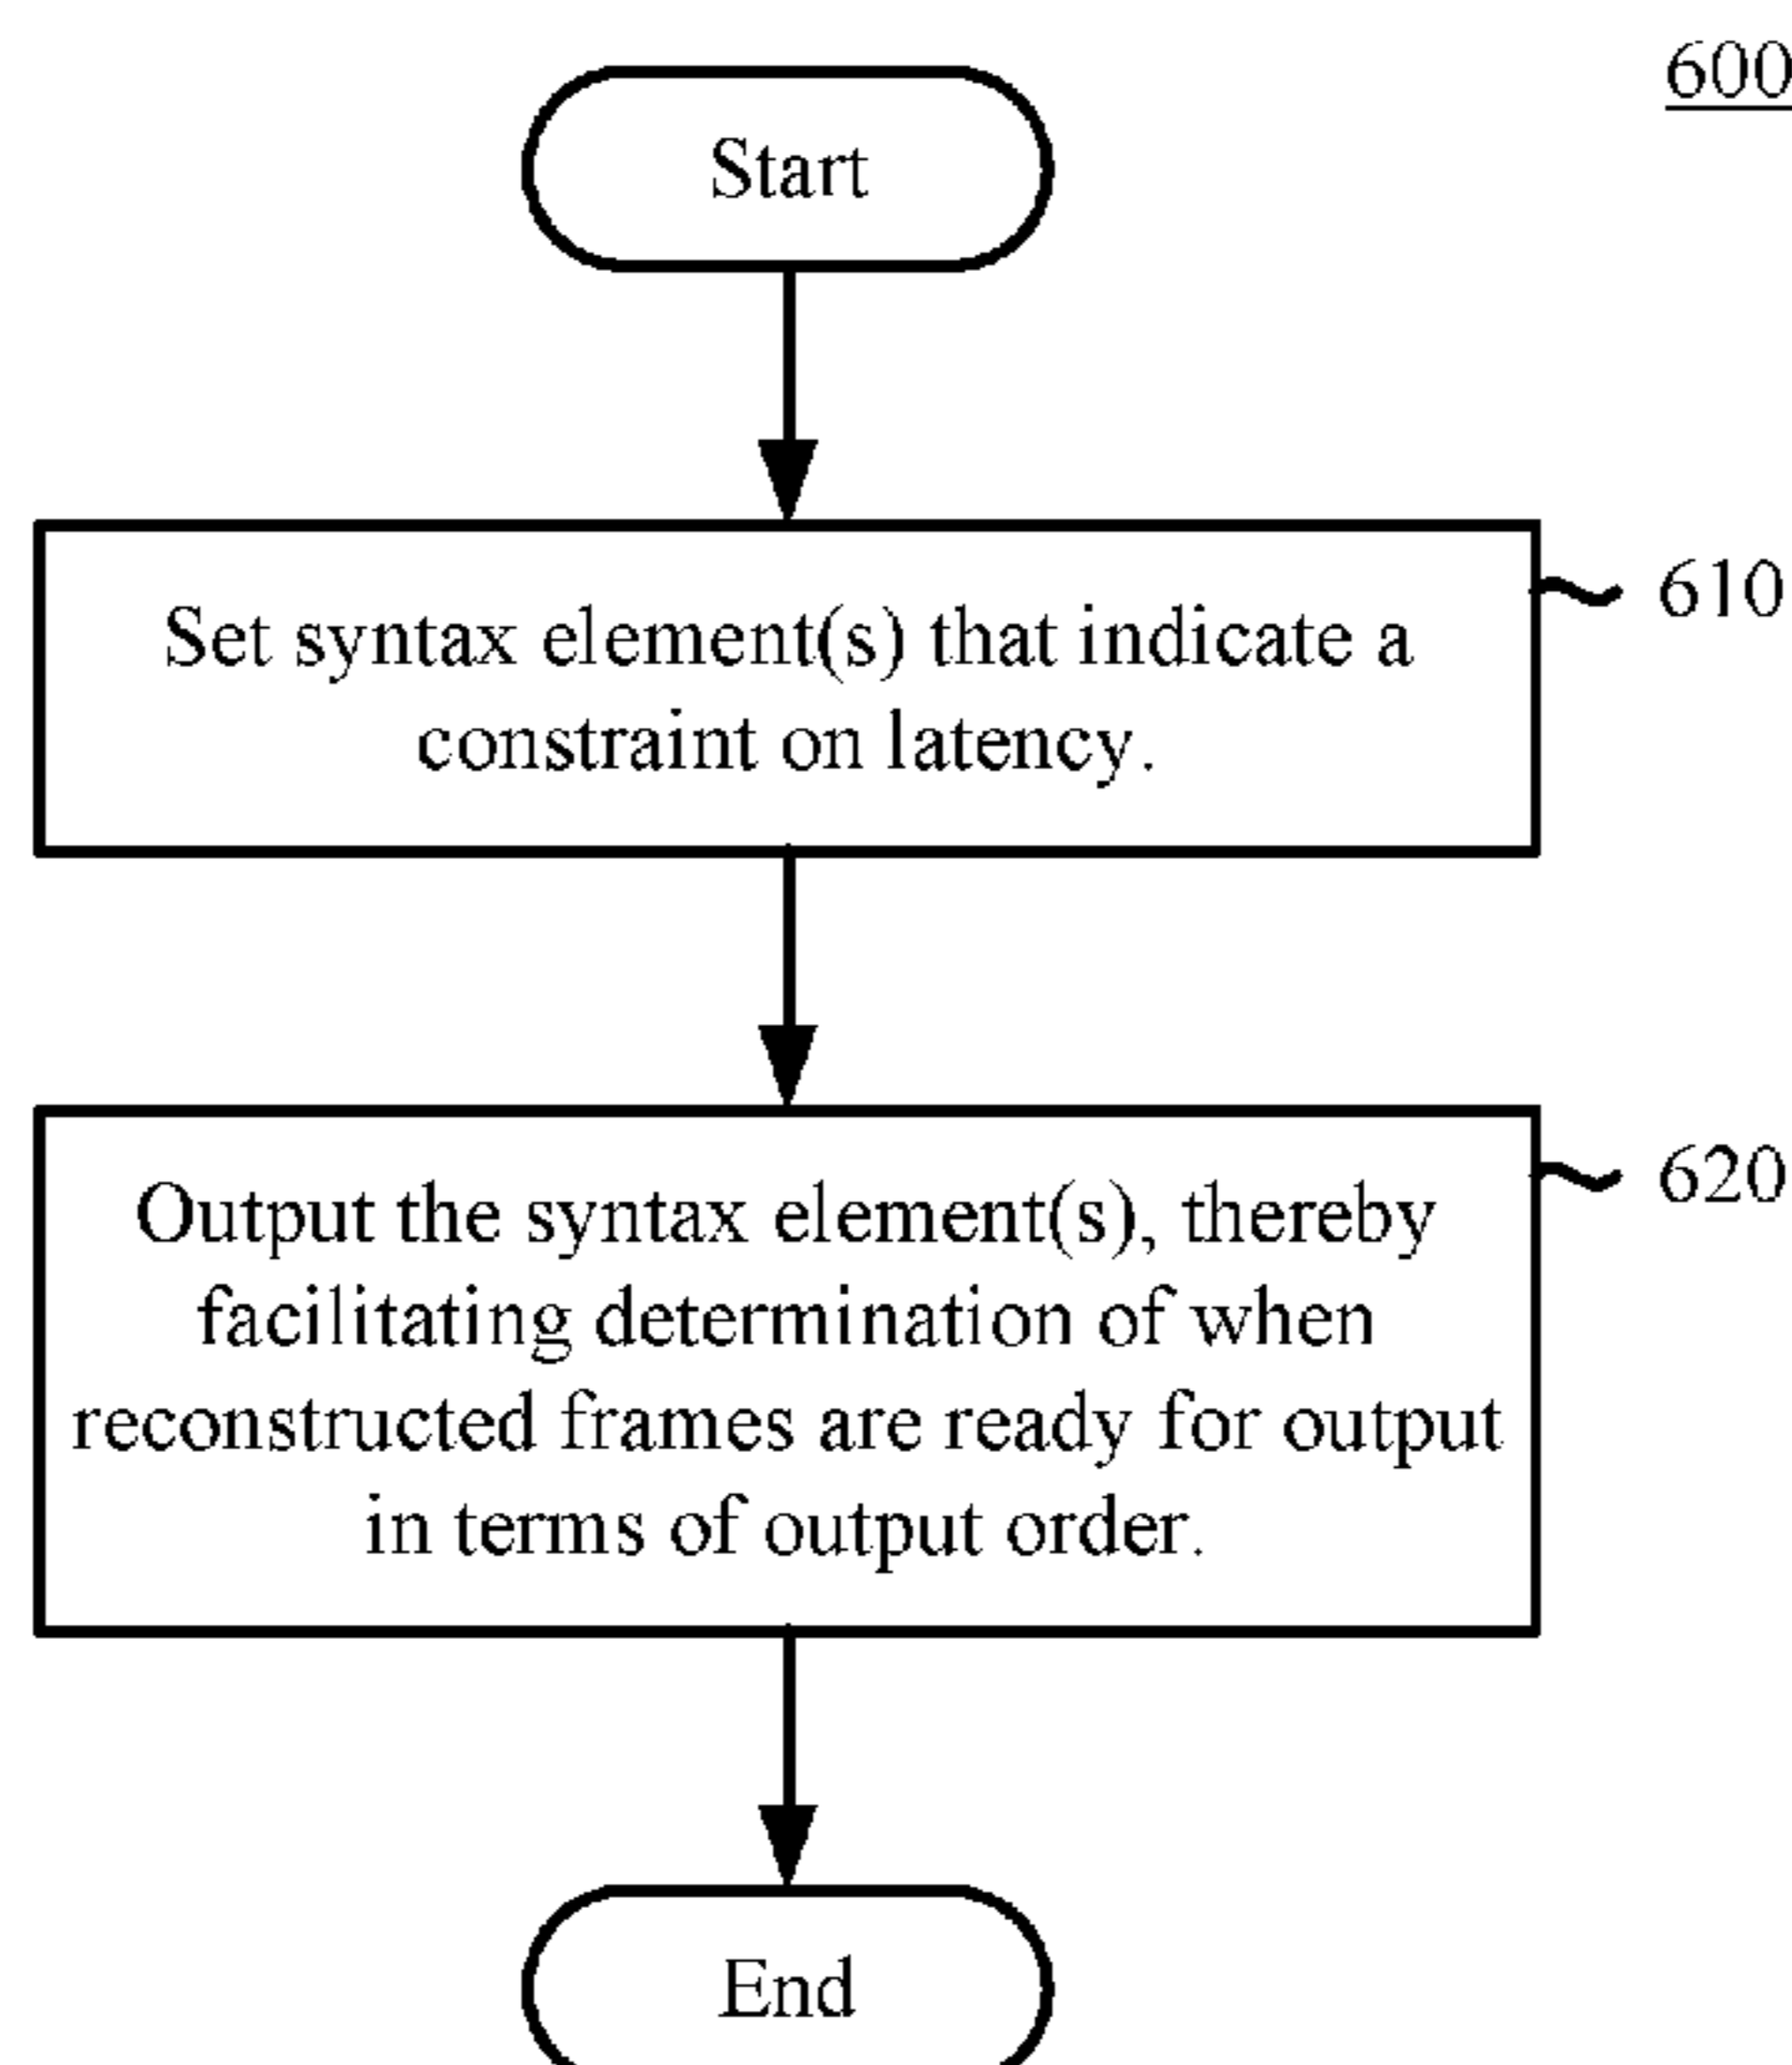 600
Start
610
Set syntax element(s) that indicate a
constraint on latency.
620
Output the syntax element(s), thereby
facilitating determination of when
reconstructed frames are ready for output
in terms of output order.
End